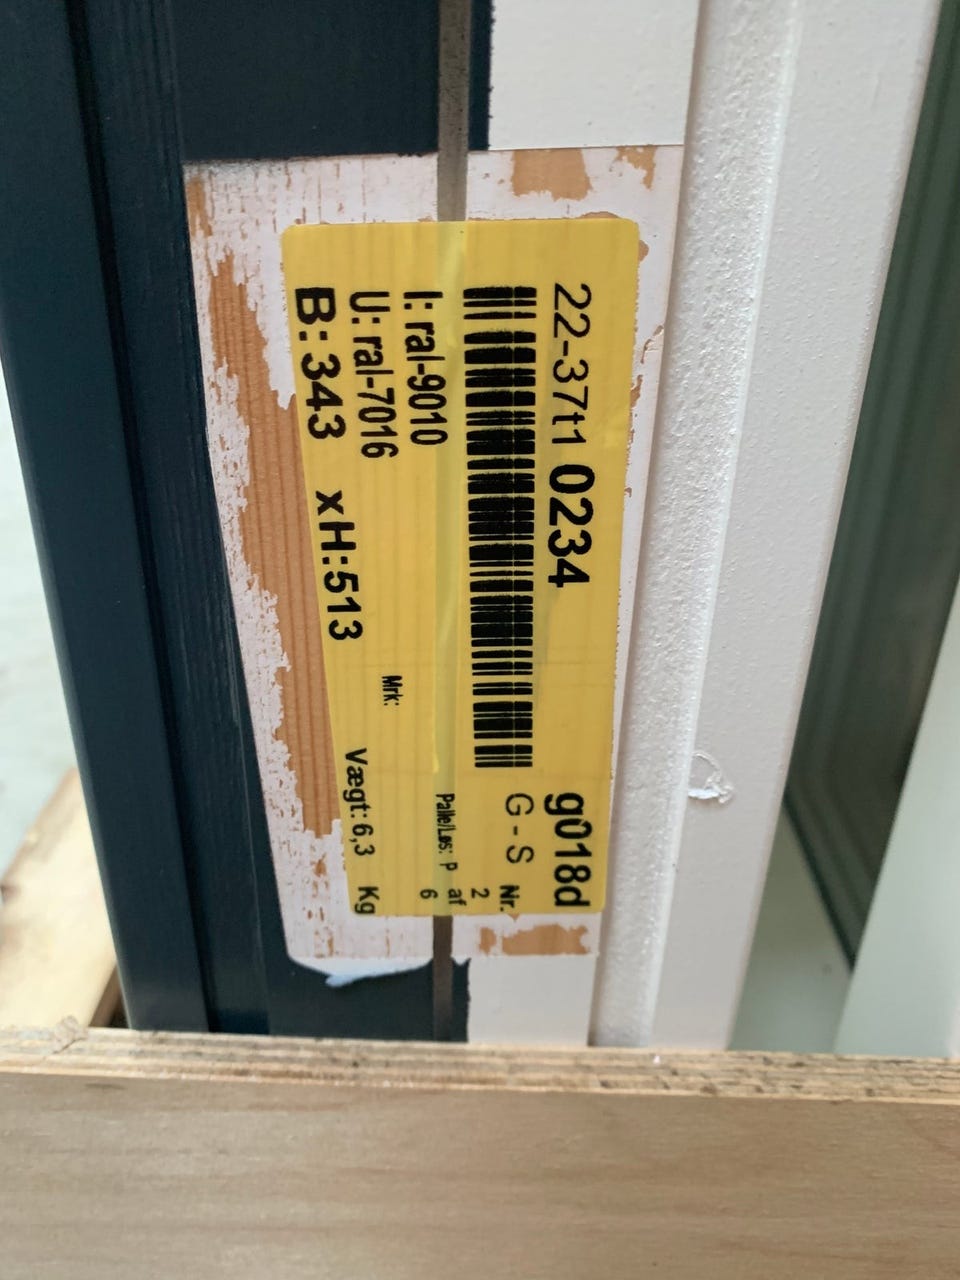 22-37t1 0234 g018d
G - S Nr.
2
af
6
Palle/Løs: P
I: ral-9010
U: ral-7016
Mrk:
B: 343 xH:513
Vægt: 6,3 Kg